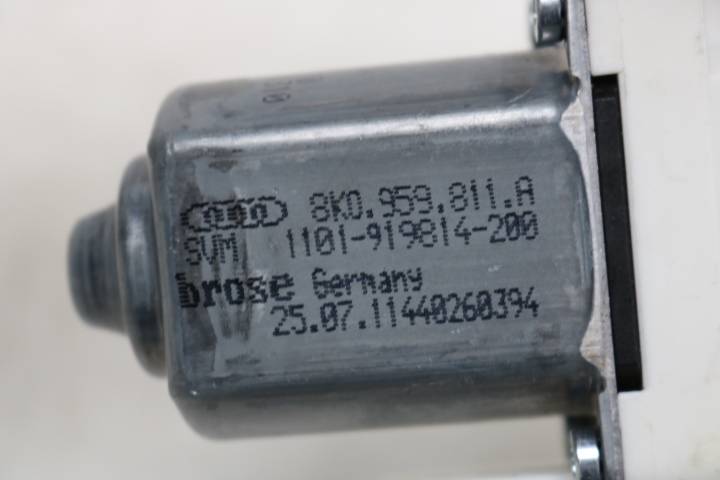 8K0.959.811.A
SVM 1101-919814-200
brose Germany
25.07.11440260394